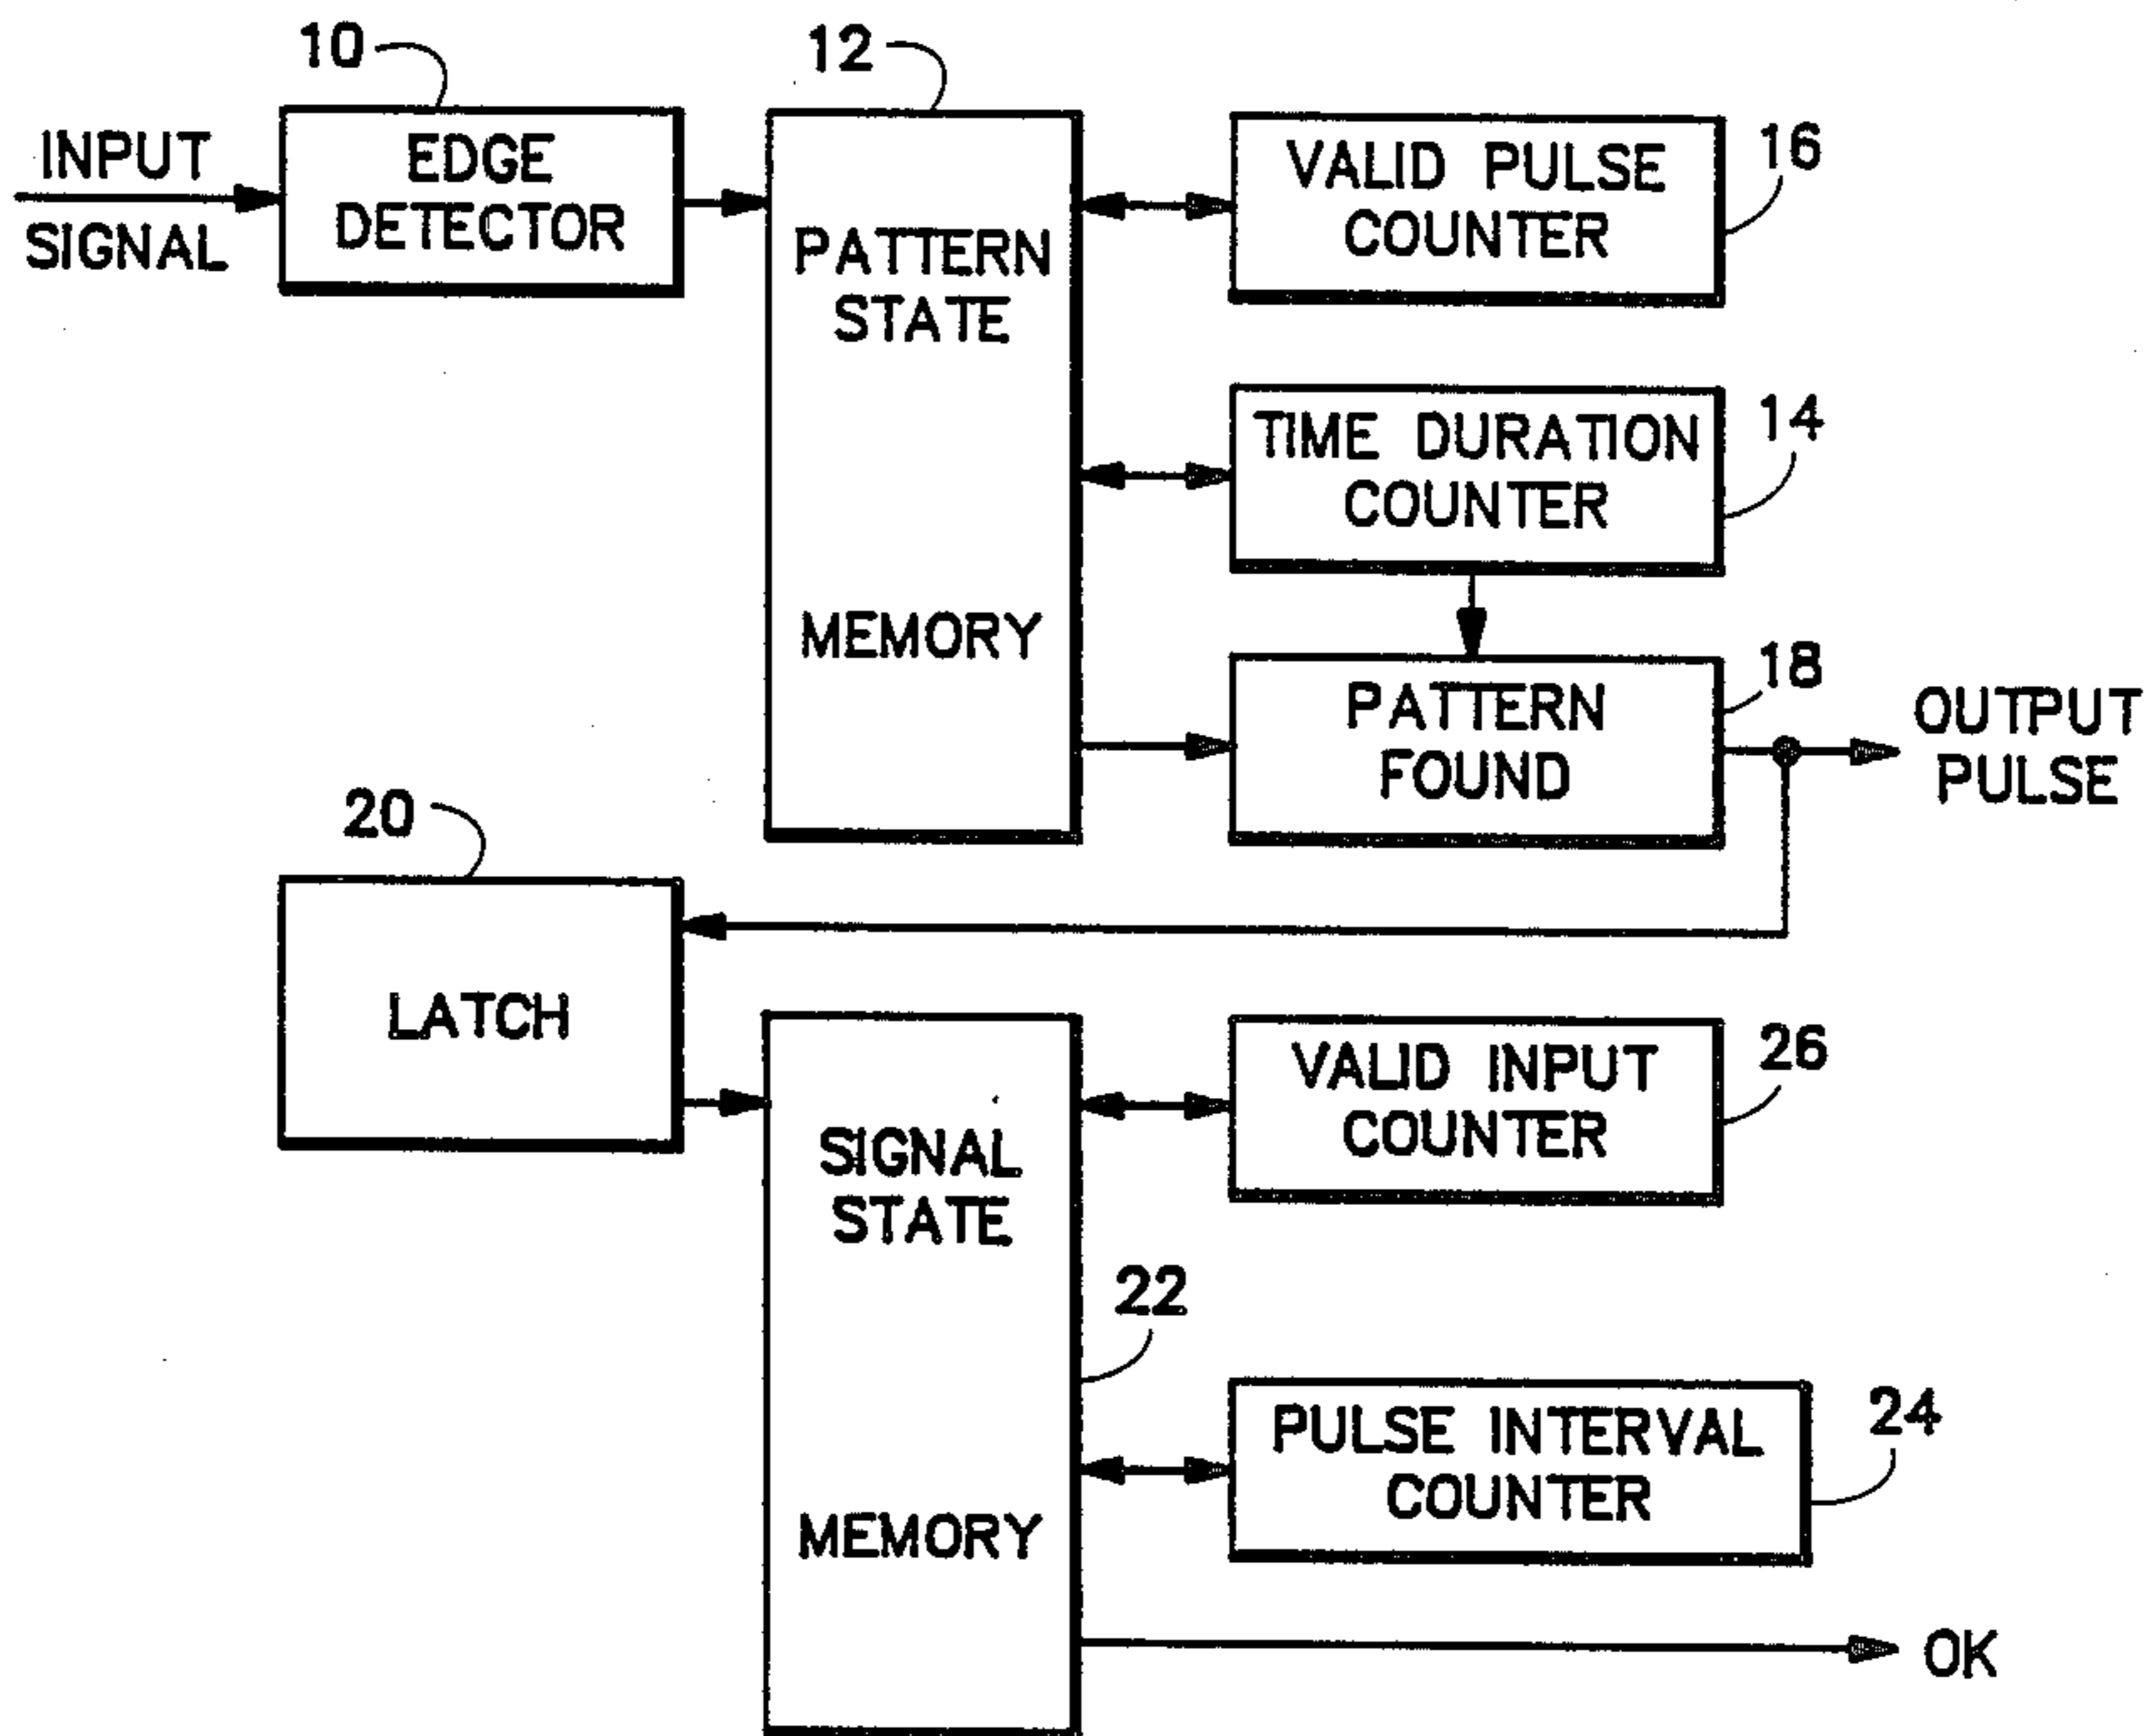 10
12
INPUT
SIGNAL
EDGE
DETECTOR
PATTERN
STATE
MEMORY
VALID PULSE
COUNTER
16
TIME DURATION
COUNTER
14
PATTERN
FOUND
18
OUTPUT
PULSE
20
LATCH
SIGNAL
STATE
MEMORY
22
VALID INPUT
COUNTER
26
PULSE INTERVAL
COUNTER
24
OK